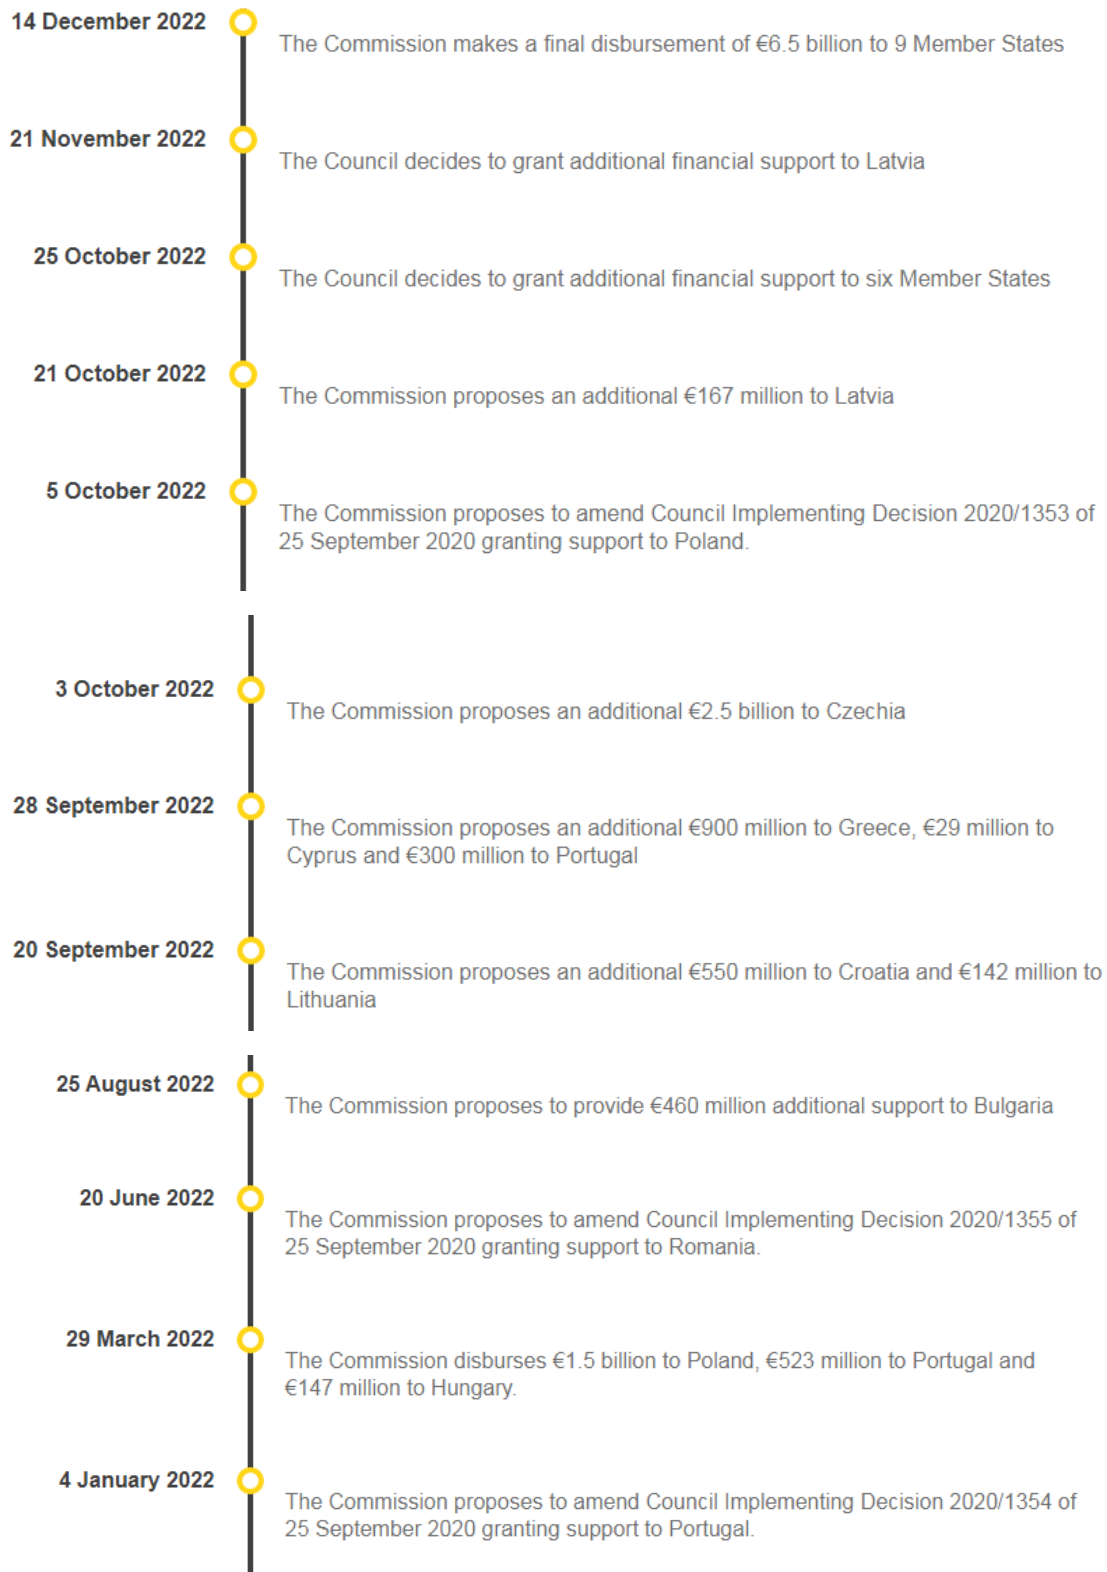 14 December 2022
The Commission makes a final disbursement of €6.5 billion to 9 Member States
21 November 2022
The Council decides to grant additional financial support to Latvia
25 October 2022
The Council decides to grant additional financial support to six Member States
21 October 2022
The Commission proposes an additional €167 million to Latvia
5 October 2022
The Commission proposes to amend Council Implementing Decision 2020/1353 of
25 September 2020 granting support to Poland.
3 October 2022
The Commission proposes an additional €2.5 billion to Czechia
28 September 2022
The Commission proposes an additional €900 million to Greece, €29 million to
Cyprus and €300 million to Portugal
20 September 2022
The Commission proposes an additional €550 million to Croatia and €142 million to
Lithuania
25 August 2022
The Commission proposes to provide €460 million additional support to Bulgaria
20 June 2022
The Commission proposes to amend Council Implementing Decision 2020/1355 of
25 September 2020 granting support to Romania.
29 March 2022
The Commission disburses €1.5 billion to Poland, €523 million to Portugal and
€147 million to Hungary.
4 January 2022
The Commission proposes to amend Council Implementing Decision 2020/1354 of
25 September 2020 granting support to Portugal.